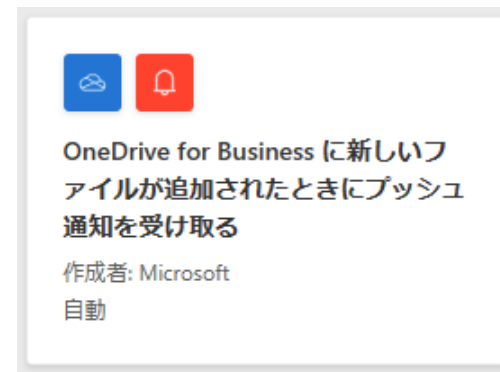 OneDrive for Business に新しいフ
ァイルが追加されたときにプッシュ
通知を受け取る
作成者: Microsoft
自動